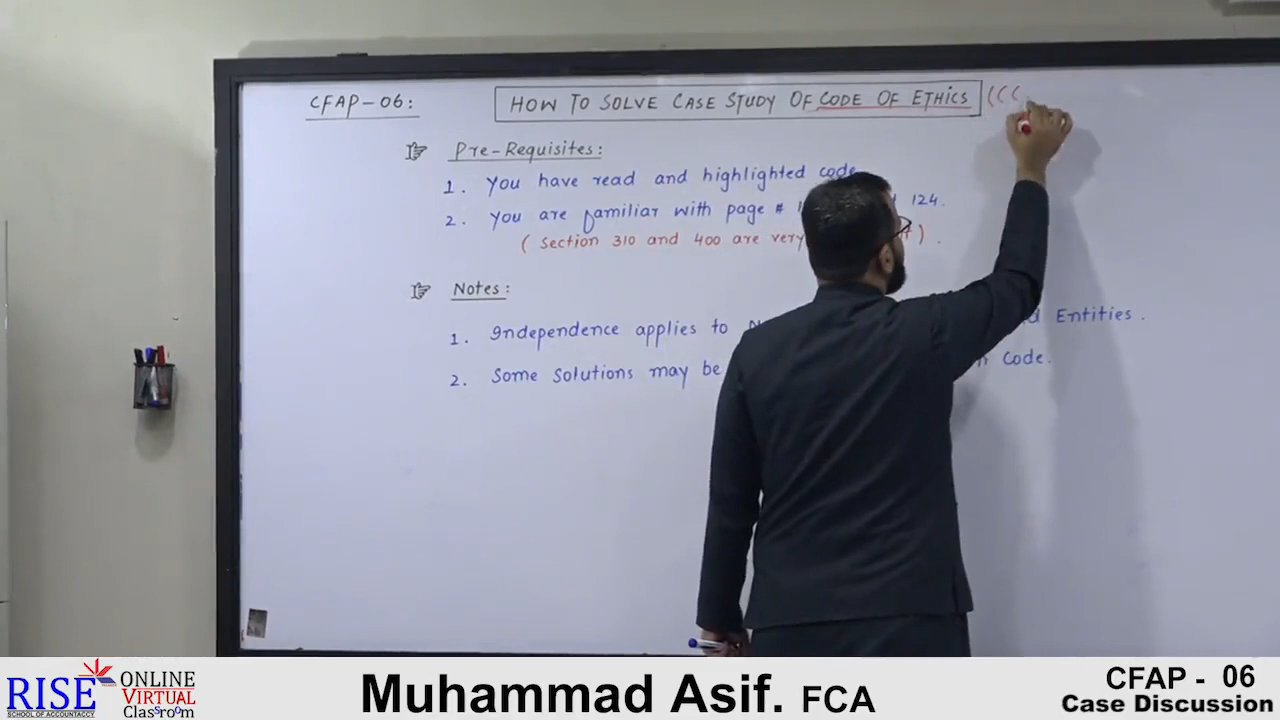 CFAP-06:
HOW TO SOLVE CASE STUDY OF CODE OF ETHICS (CC
Pre-Requisites:
1. You have read and highlighted code
2. You are familiar with page # 124.
( Section 310 and 400 are very ) .
Notes:
1. Independence applies to Entities.
2. Some solutions may be Code.
RISE
SCHOOL OF ACCOUNTACY
ONLINE
VIRTUAL
Classroom
Muhammad Asif. FCA
CFAP - 06
Case Discussion